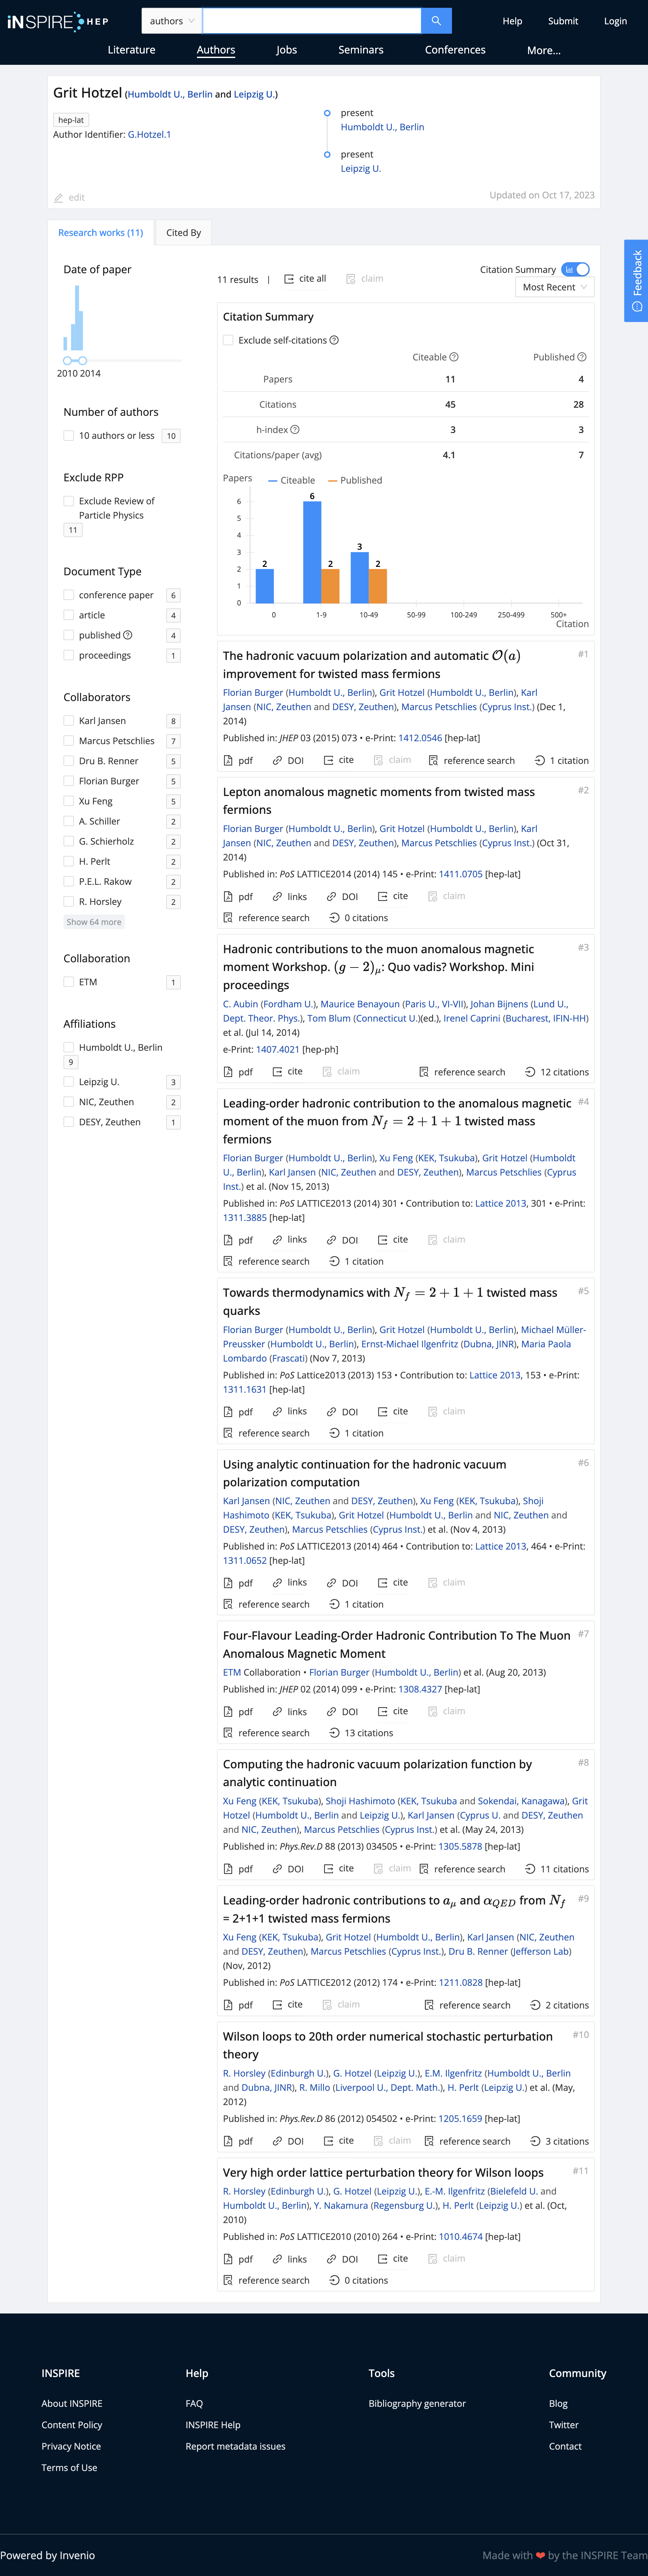 iNSPIRE HEP
authors
Help
Submit
Login
Literature
Authors
Jobs
Seminars
Conferences
More...
Grit Hotzel (Humboldt U., Berlin and Leipzig U.)
hep-lat
Author Identifier: G.Hotzel.1
present
Humboldt U., Berlin
present
Leipzig U.
edit
Updated on Oct 17, 2023
Feedback
Research works (11)
Cited By
Date of paper
2010 2014
Number of authors
10 authors or less 10
Exclude RPP
Exclude Review of
Particle Physics
11
Document Type
conference paper 6
article 4
published 4
proceedings 1
Collaborators
Karl Jansen 8
Marcus Petschlies 7
Dru B. Renner 5
Florian Burger 5
Xu Feng 5
A. Schiller 2
G. Schierholz 2
H. Perlt 2
P.E.L. Rakow 2
R. Horsley 2
Show 64 more
Collaboration
ETM 1
Affiliations
Humboldt U., Berlin
9
Leipzig U. 3
NIC, Zeuthen 2
DESY, Zeuthen 1
11 results | cite all claim
Citation Summary
Most Recent
Citation Summary
Exclude self-citations
Citeable Published
Papers 11 4
Citations 45 28
h-index 3 3
Citations/paper (avg) 4.1 7
Papers Citeable Published
6
5
4
3
2
1
0
2
6
2
3
2
0 1-9 10-49 50-99 100-249 250-499 500+
Citation
The hadronic vacuum polarization and automatic O(a) #1
improvement for twisted mass fermions
Florian Burger (Humboldt U., Berlin), Grit Hotzel (Humboldt U., Berlin), Karl
Jansen (NIC, Zeuthen and DESY, Zeuthen), Marcus Petschlies (Cyprus Inst.) (Dec 1,
2014)
Published in: JHEP 03 (2015) 073 • e-Print: 1412.0546 [hep-lat]
pdf DOI cite claim reference search 1 citation
Lepton anomalous magnetic moments from twisted mass #2
fermions
Florian Burger (Humboldt U., Berlin), Grit Hotzel (Humboldt U., Berlin), Karl
Jansen (NIC, Zeuthen and DESY, Zeuthen), Marcus Petschlies (Cyprus Inst.) (Oct 31,
2014)
Published in: PoS LATTICE2014 (2014) 145 • e-Print: 1411.0705 [hep-lat]
pdf links DOI cite claim
reference search 0 citations
Hadronic contributions to the muon anomalous magnetic #3
moment Workshop. (g − 2)μ: Quo vadis? Workshop. Mini
proceedings
C. Aubin (Fordham U.), Maurice Benayoun (Paris U., VI-VII), Johan Bijnens (Lund U.,
Dept. Theor. Phys.), Tom Blum (Connecticut U.)(ed.), Irenel Caprini (Bucharest, IFIN-HH)
et al. (Jul 14, 2014)
e-Print: 1407.4021 [hep-ph]
pdf cite claim reference search 12 citations
Leading-order hadronic contribution to the anomalous magnetic #4
moment of the muon from Nf = 2 + 1 + 1 twisted mass
fermions
Florian Burger (Humboldt U., Berlin), Xu Feng (KEK, Tsukuba), Grit Hotzel (Humboldt
U., Berlin), Karl Jansen (NIC, Zeuthen and DESY, Zeuthen), Marcus Petschlies (Cyprus
Inst.) et al. (Nov 15, 2013)
Published in: PoS LATTICE2013 (2014) 301 • Contribution to: Lattice 2013, 301 • e-Print:
1311.3885 [hep-lat]
pdf links DOI cite claim
reference search 1 citation
Towards thermodynamics with Nf = 2 + 1 + 1 twisted mass #5
quarks
Florian Burger (Humboldt U., Berlin), Grit Hotzel (Humboldt U., Berlin), Michael Müller-
Preussker (Humboldt U., Berlin), Ernst-Michael Ilgenfritz (Dubna, JINR), Maria Paola
Lombardo (Frascati) (Nov 7, 2013)
Published in: PoS Lattice2013 (2013) 153 • Contribution to: Lattice 2013, 153 • e-Print:
1311.1631 [hep-lat]
pdf links DOI cite claim
reference search 1 citation
Using analytic continuation for the hadronic vacuum #6
polarization computation
Karl Jansen (NIC, Zeuthen and DESY, Zeuthen), Xu Feng (KEK, Tsukuba), Shoji
Hashimoto (KEK, Tsukuba), Grit Hotzel (Humboldt U., Berlin and NIC, Zeuthen and
DESY, Zeuthen), Marcus Petschlies (Cyprus Inst.) et al. (Nov 4, 2013)
Published in: PoS LATTICE2013 (2014) 464 • Contribution to: Lattice 2013, 464 • e-Print:
1311.0652 [hep-lat]
pdf links DOI cite claim
reference search 1 citation
Four-Flavour Leading-Order Hadronic Contribution To The Muon #7
Anomalous Magnetic Moment
ETM Collaboration • Florian Burger (Humboldt U., Berlin) et al. (Aug 20, 2013)
Published in: JHEP 02 (2014) 099 • e-Print: 1308.4327 [hep-lat]
pdf links DOI cite claim
reference search 13 citations
Computing the hadronic vacuum polarization function by #8
analytic continuation
Xu Feng (KEK, Tsukuba), Shoji Hashimoto (KEK, Tsukuba and Sokendai, Kanagawa), Grit
Hotzel (Humboldt U., Berlin and Leipzig U.), Karl Jansen (Cyprus U. and DESY, Zeuthen
and NIC, Zeuthen), Marcus Petschlies (Cyprus Inst.) et al. (May 24, 2013)
Published in: Phys.Rev.D 88 (2013) 034505 • e-Print: 1305.5878 [hep-lat]
pdf DOI cite claim reference search 11 citations
Leading-order hadronic contributions to aμ and αQED from Nf #9
= 2+1+1 twisted mass fermions
Xu Feng (KEK, Tsukuba), Grit Hotzel (Humboldt U., Berlin), Karl Jansen (NIC, Zeuthen
and DESY, Zeuthen), Marcus Petschlies (Cyprus Inst.), Dru B. Renner (Jefferson Lab)
(Nov, 2012)
Published in: PoS LATTICE2012 (2012) 174 • e-Print: 1211.0828 [hep-lat]
pdf cite claim reference search 2 citations
Wilson loops to 20th order numerical stochastic perturbation #10
theory
R. Horsley (Edinburgh U.), G. Hotzel (Leipzig U.), E.M. Ilgenfritz (Humboldt U., Berlin
and Dubna, JINR), R. Millo (Liverpool U., Dept. Math.), H. Perlt (Leipzig U.) et al. (May,
2012)
Published in: Phys.Rev.D 86 (2012) 054502 • e-Print: 1205.1659 [hep-lat]
pdf DOI cite claim reference search 3 citations
Very high order lattice perturbation theory for Wilson loops #11
R. Horsley (Edinburgh U.), G. Hotzel (Leipzig U.), E.-M. Ilgenfritz (Bielefeld U. and
Humboldt U., Berlin), Y. Nakamura (Regensburg U.), H. Perlt (Leipzig U.) et al. (Oct,
2010)
Published in: PoS LATTICE2010 (2010) 264 • e-Print: 1010.4674 [hep-lat]
pdf links DOI cite claim
reference search 0 citations
INSPIRE
About INSPIRE
Content Policy
Privacy Notice
Terms of Use
Help
FAQ
INSPIRE Help
Report metadata issues
Tools
Bibliography generator
Community
Blog
Twitter
Contact
Powered by Invenio
Made with ❤ by the INSPIRE Team